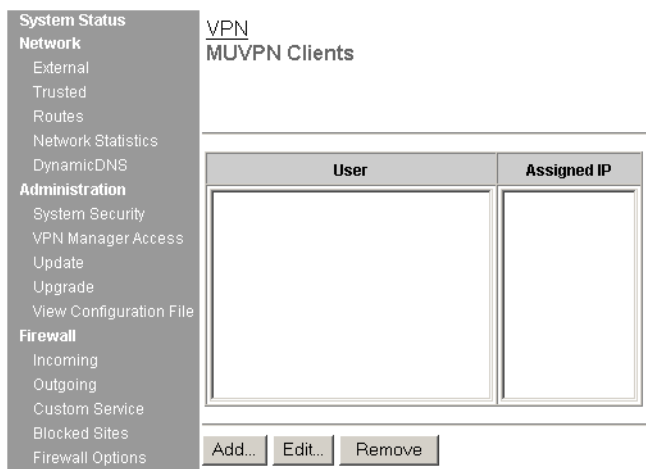 System Status
Network
External
Trusted
Routes
Network Statistics
DynamicDNS
Administration
System Security
VPN Manager Access
Update
Upgrade
View Configuration File
Firewall
Incoming
Outgoing
Custom Service
Blocked Sites
Firewall Options
VPN
MUVPN Clients
User Assigned IP
Add... Edit... Remove